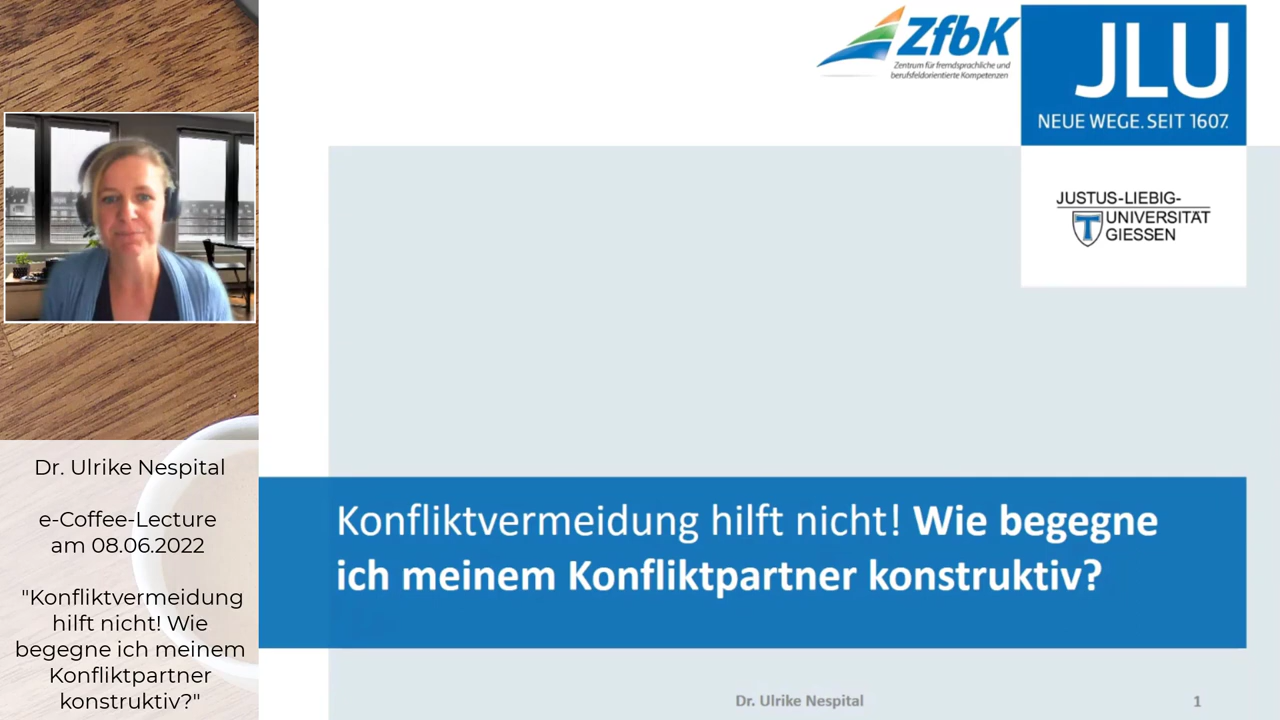 ZfbK
Zentrum für fremdsprachliche und
berufsfeldorientierte Kompetenzen
JLU
NEUE WEGE. SEIT 1607.
JUSTUS-LIEBIG-
UNIVERSITÄT
GIESSEN
Dr. Ulrike Nespital
e-Coffee-Lecture
am 08.06.2022
"Konfliktvermeidung
hilft nicht! Wie
begegne ich meinem
Konfliktpartner
konstruktiv?"
Konfliktvermeidung hilft nicht! Wie begegne
ich meinem Konfliktpartner konstruktiv?
Dr. Ulrike Nespital
1